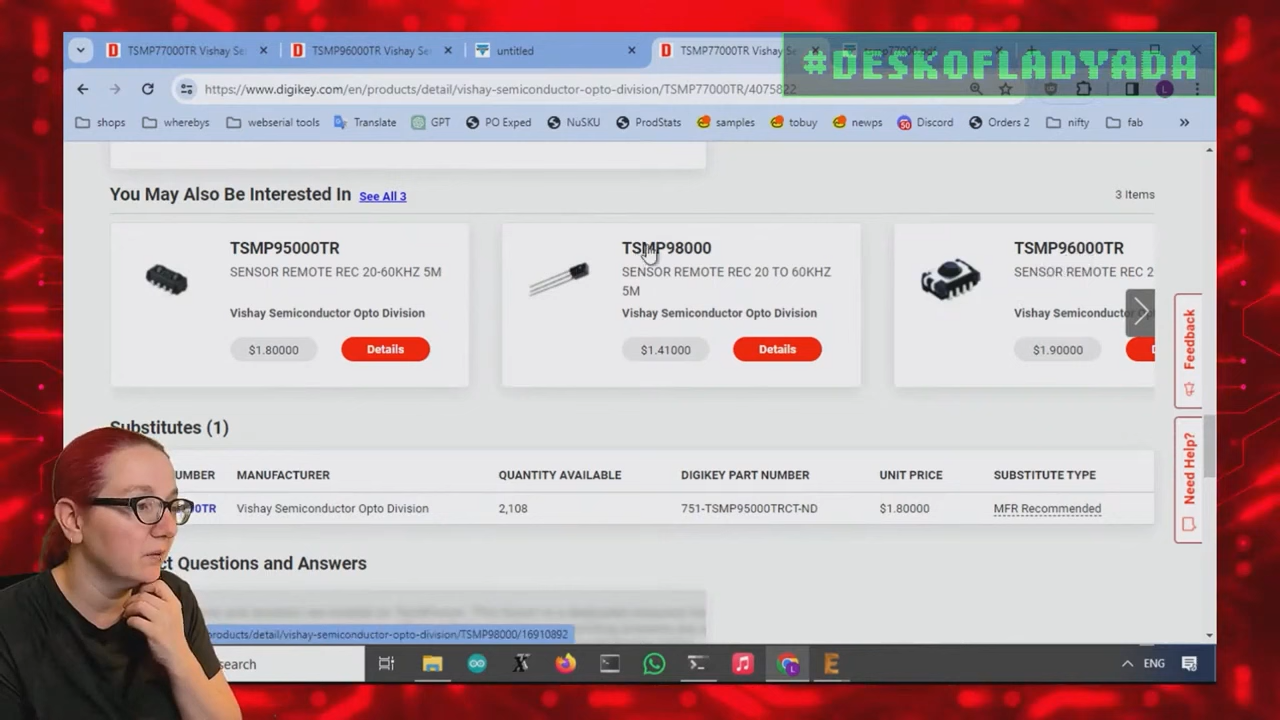 #DESKOFLADYADA
TSMP77000TR Vishay Se
TSMP96000TR Vishay Se
untitled
TSMP77000TR Vishay Se
https://www.digikey.com/en/products/detail/vishay-semiconductor-opto-division/TSMP77000TR/4075822
shops
wherebys
webserial tools
Translate
GPT
PO Exped
NuSKU
ProdStats
samples
tobuy
newps
Discord
Orders 2
nifty
fab
You May Also Be Interested In
See All 3
3 Items
TSMP95000TR
SENSOR REMOTE REC 20-60KHZ 5M
Vishay Semiconductor Opto Division
$1.80000
Details
TSMP98000
SENSOR REMOTE REC 20 TO 60KHZ
5M
Vishay Semiconductor Opto Division
$1.41000
Details
TSMP96000TR
SENSOR REMOTE REC 2
Vishay Semiconductor Opto
$1.90000
D
Feedback
Need Help?
Substitutes (1)
UMBER
MANUFACTURER
QUANTITY AVAILABLE
DIGIKEY PART NUMBER
UNIT PRICE
SUBSTITUTE TYPE
0TR
Vishay Semiconductor Opto Division
2,108
751-TSMP95000TRCT-ND
$1.80000
MFR Recommended
ct Questions and Answers
products/detail/vishay-semiconductor-opto-division/TSMP98000/16910892
search
ENG